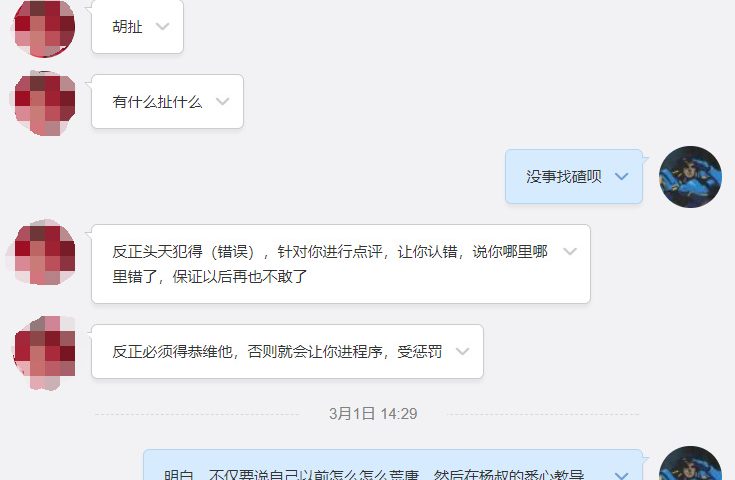 胡扯
有什么扯什么
没事找碴呗
反正头天犯得（错误），针对你进行点评，让你认错，说你哪里哪
里错了，保证以后再也不敢了
反正必须得恭维他，否则就会让你进程序，受惩罚
3月1日 14:29
明白，不仅要说自己以前怎么怎么荒唐，然后在杨叔的悉心教导